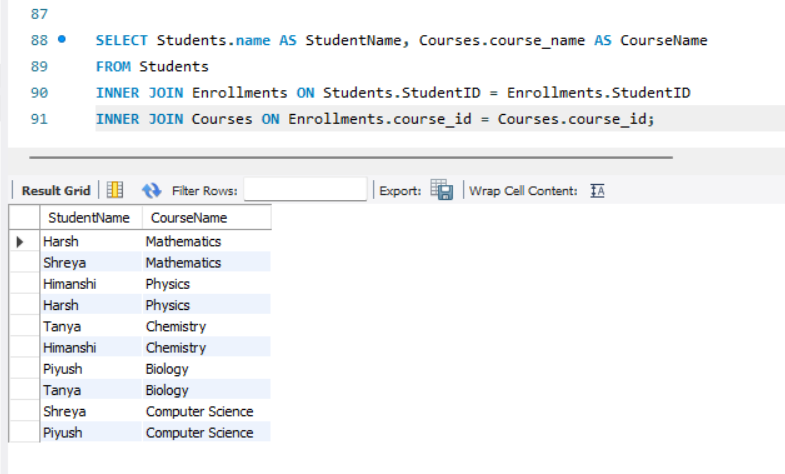 87
88 SELECT Students.name AS StudentName, Courses.course_name AS CourseName
89 FROM Students
90 INNER JOIN Enrollments ON Students.StudentID = Enrollments.StudentID
91 INNER JOIN Courses ON Enrollments.course_id = Courses.course_id;
Result Grid Filter Rows: Export: Wrap Cell Content: IA
StudentName CourseName
Harsh Mathematics
Shreya Mathematics
Himanshi Physics
Harsh Physics
Tanya Chemistry
Himanshi Chemistry
Piyush Biology
Tanya Biology
Shreya Computer Science
Piyush Computer Science